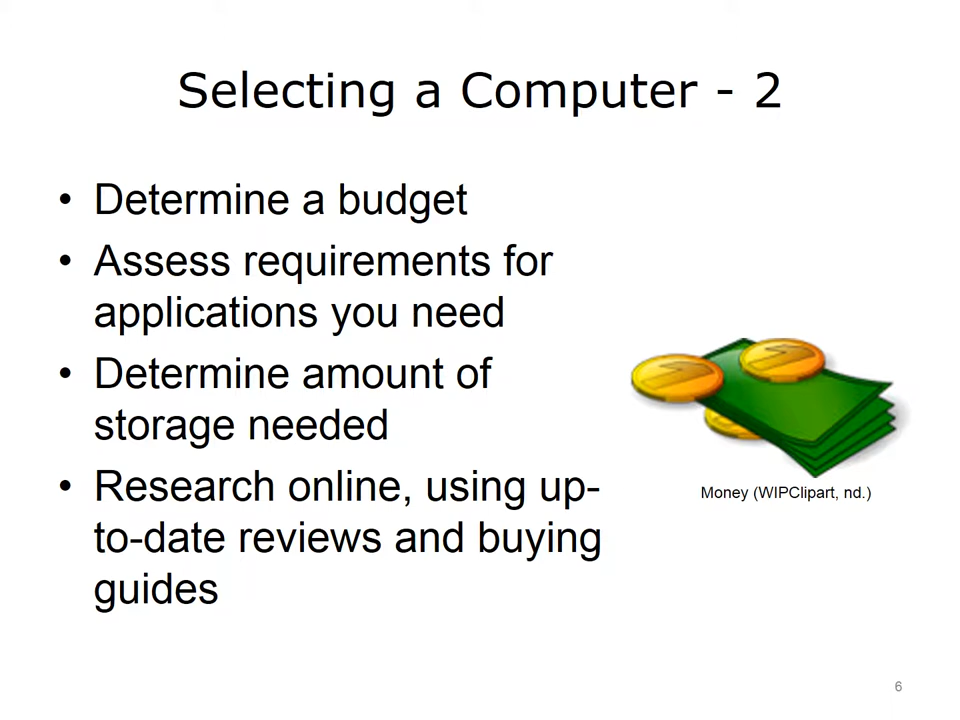 Selecting a Computer - 2
• Determine a budget
• Assess requirements for
applications you need
• Determine amount of
storage needed
• Research online, using up-
to-date reviews and buying
guides
Money (WIPClipart, nd.)
6